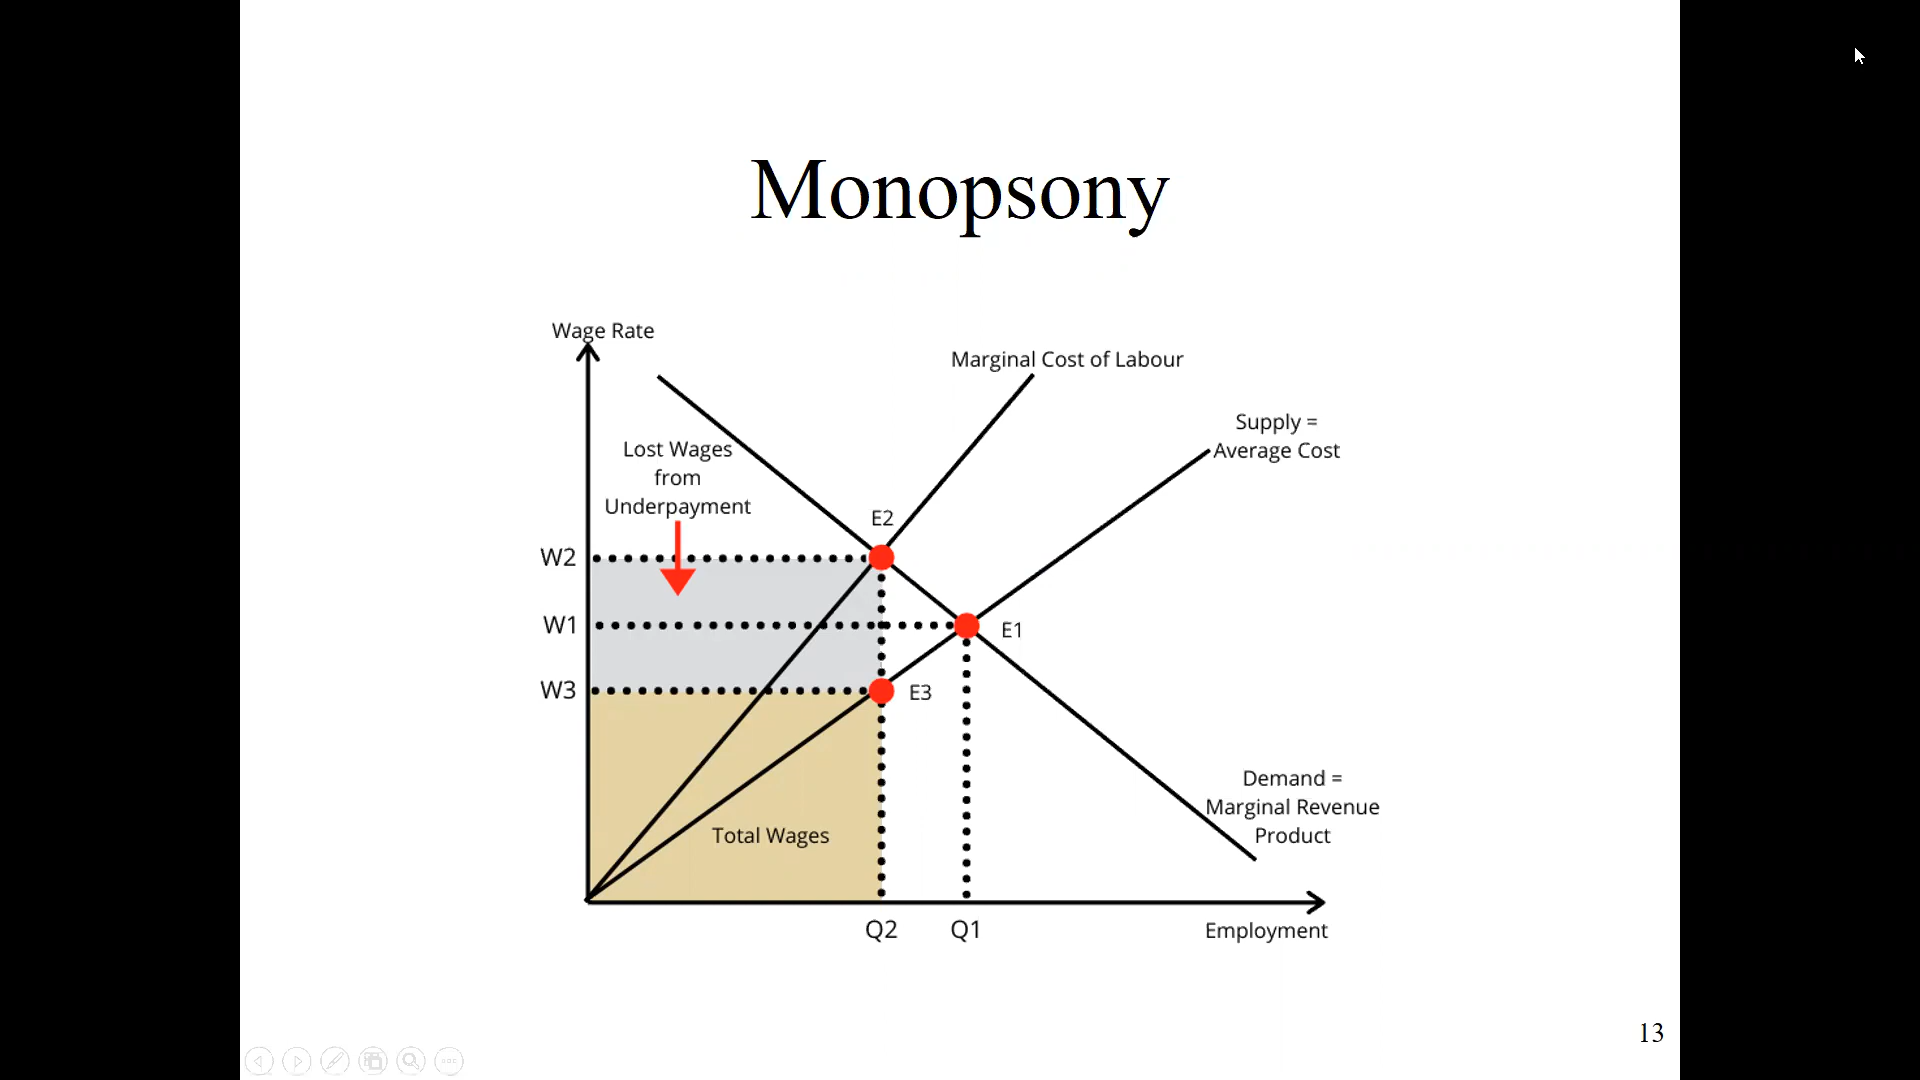 Monopsony
Wage Rate
Marginal Cost of Labour
Supply =
Average Cost
Lost Wages
from
Underpayment
E2
W2
W1
E1
W3
E3
Demand =
Marginal Revenue
Product
Total Wages
Q2
Q1
Employment
13